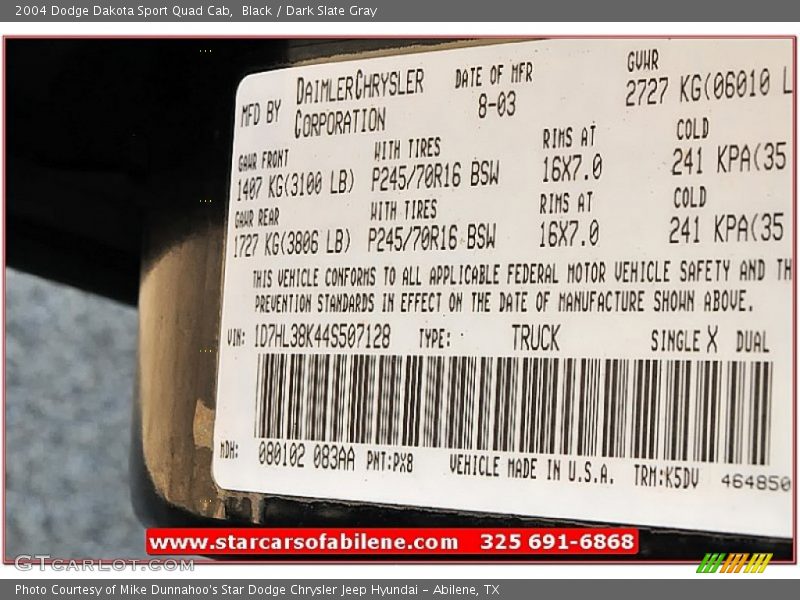 2004 Dodge Dakota Sport Quad Cab,  Black / Dark Slate Gray
MFD BY DAIMLERCHRYSLER CORPORATION DATE OF MFR 8-03 GVWR 2727 KG(06010 L
GAWR FRONT WITH TIRES RIMS AT COLD
1407 KG(3100 LB) P245/70R16 BSW 16X7.0 241 KPA(35
GAWR REAR WITH TIRES RIMS AT COLD
1727 KG(3806 LB) P245/70R16 BSW 16X7.0 241 KPA(35
THIS VEHICLE CONFORMS TO ALL APPLICABLE FEDERAL MOTOR VEHICLE SAFETY AND TH
PREVENTION STANDARDS IN EFFECT ON THE DATE OF MANUFACTURE SHOWN ABOVE.
VIN: 1D7HL38K44S507128 TYPE: TRUCK SINGLE X DUAL
MDH: 080102 083AA PNT:PX8 VEHICLE MADE IN U.S.A. TRM:K5DV 464850
www.starcarsofabilene.com 325 691-6868
GTcarlot.com
Photo Courtesy of Mike Dunnahoo's Star Dodge Chrysler Jeep Hyundai - Abilene, TX